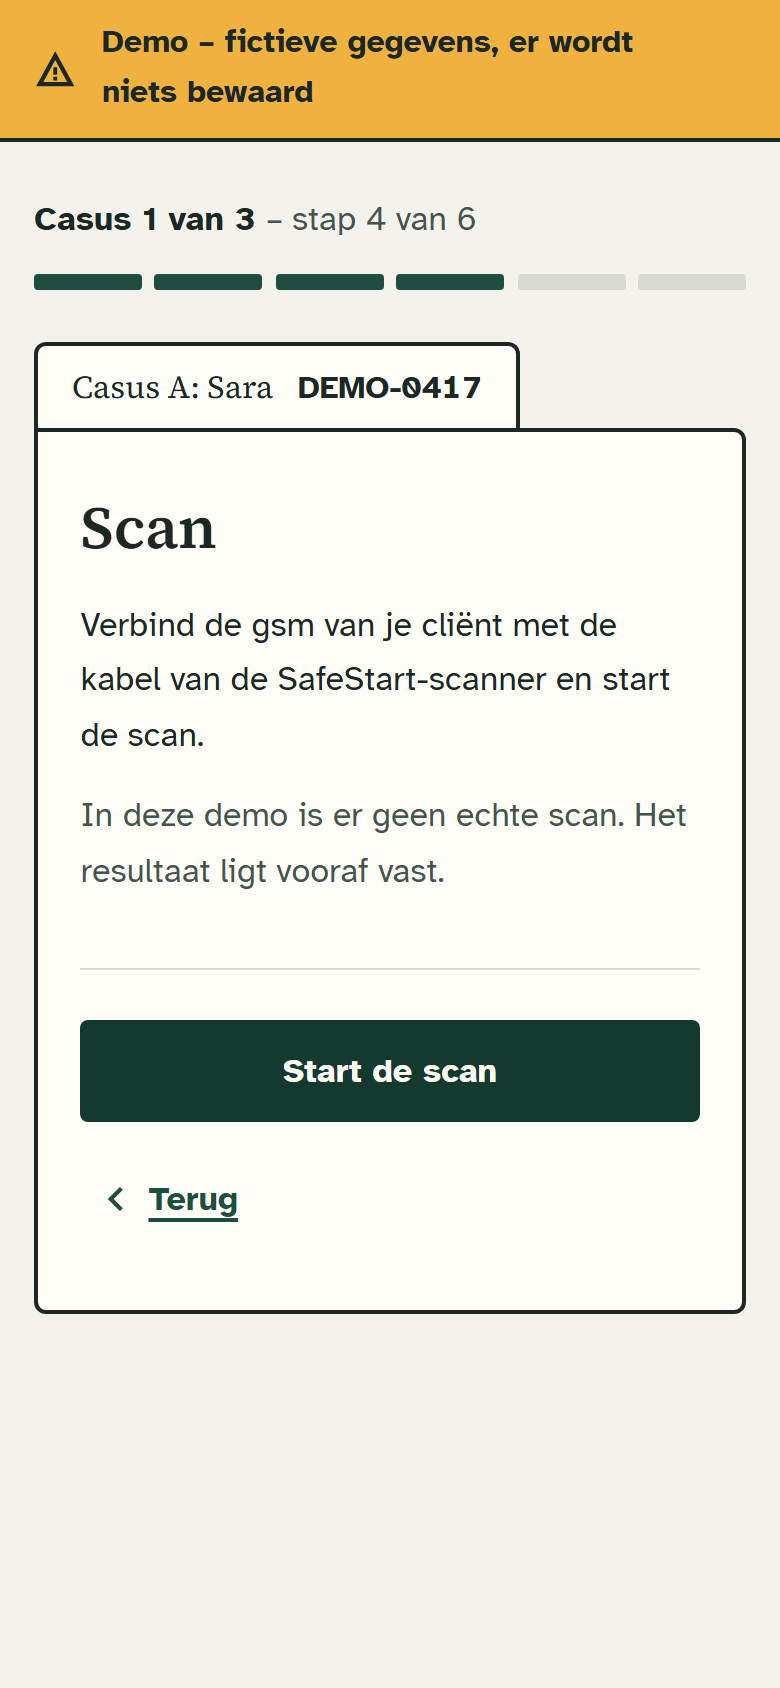 Demo – fictieve gegevens, er wordt
niets bewaard
Casus 1 van 3 – stap 4 van 6
Casus A: Sara DEMO-0417
Scan
Verbind de gsm van je cliënt met de
kabel van de SafeStart-scanner en start
de scan.
In deze demo is er geen echte scan. Het
resultaat ligt vooraf vast.
Start de scan
Terug